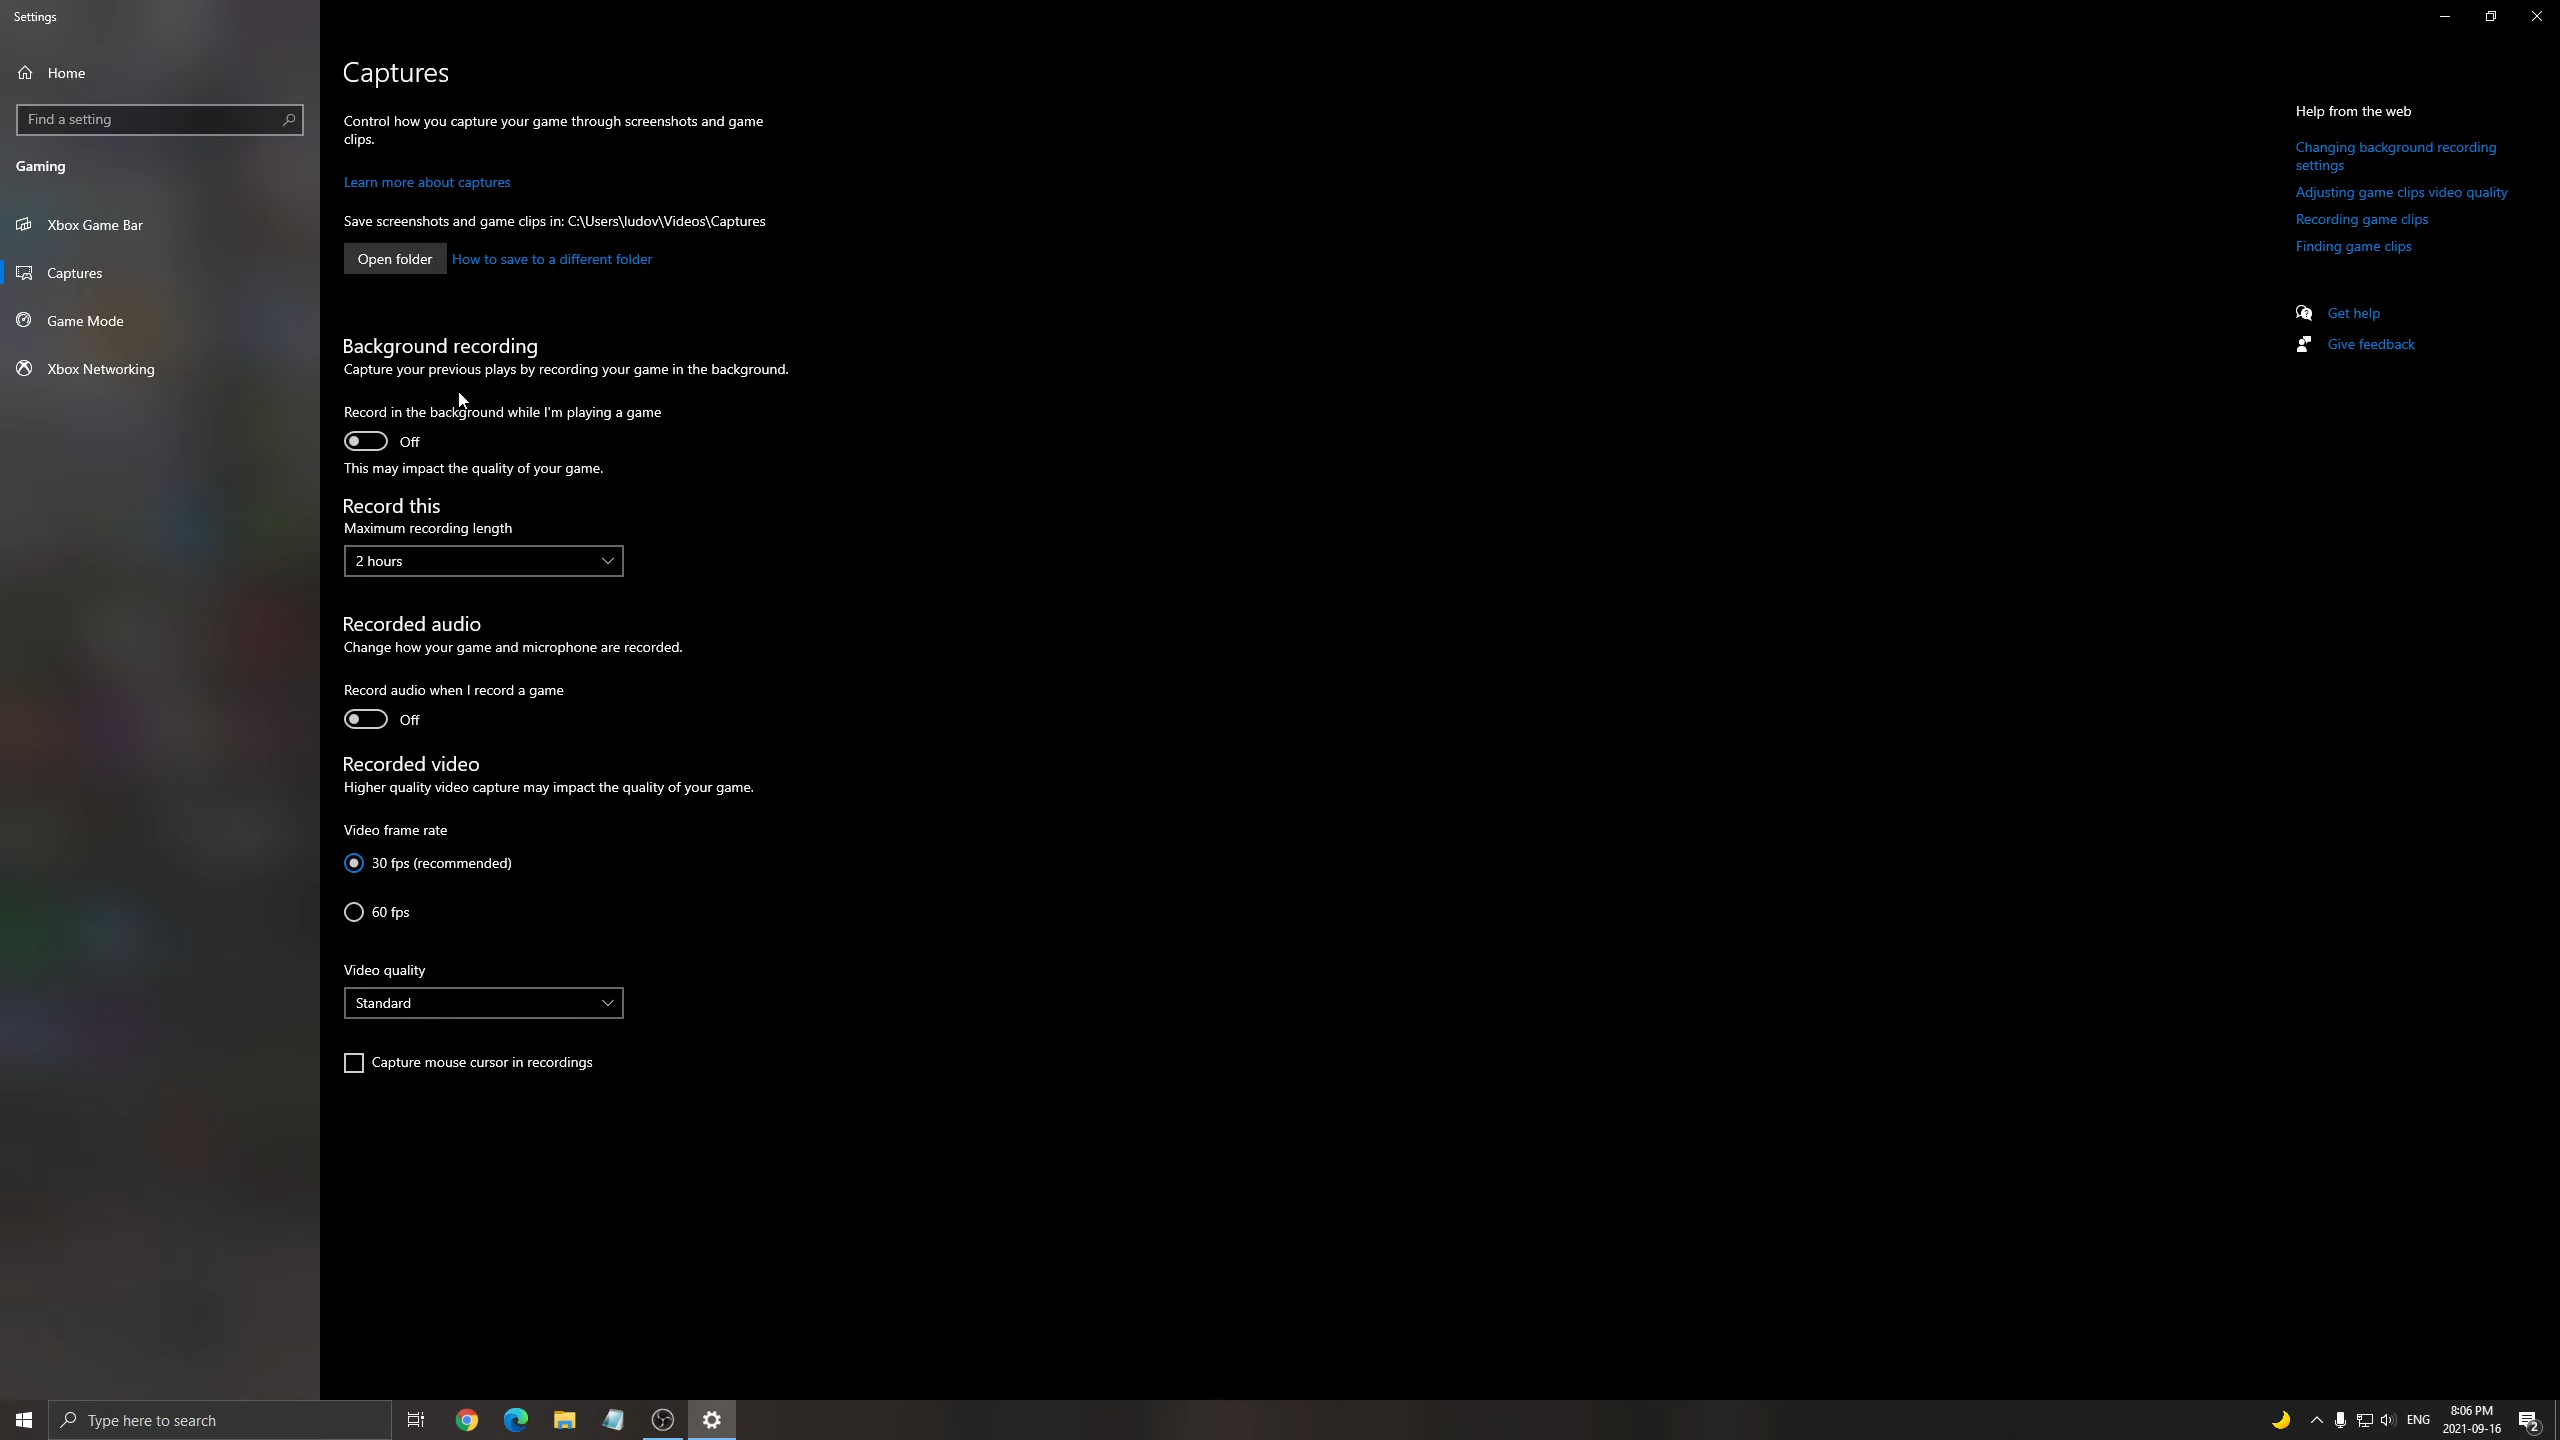 Settings
Home
Find a setting
Gaming
Xbox Game Bar
Captures
Game Mode
Xbox Networking
Captures
Control how you capture your game through screenshots and game
clips.
Learn more about captures
Save screenshots and game clips in: C:\Users\ludov\Videos\Captures
Open folder
How to save to a different folder
Background recording
Capture your previous plays by recording your game in the background.
Record in the background while I'm playing a game
Off
This may impact the quality of your game.
Record this
Maximum recording length
2 hours
Recorded audio
Change how your game and microphone are recorded.
Record audio when I record a game
Off
Recorded video
Higher quality video capture may impact the quality of your game.
Video frame rate
30 fps (recommended)
60 fps
Video quality
Standard
Capture mouse cursor in recordings
Help from the web
Changing background recording
settings
Adjusting game clips video quality
Recording game clips
Finding game clips
Get help
Give feedback
Type here to search
ENG
8:06 PM
2021-09-16
2